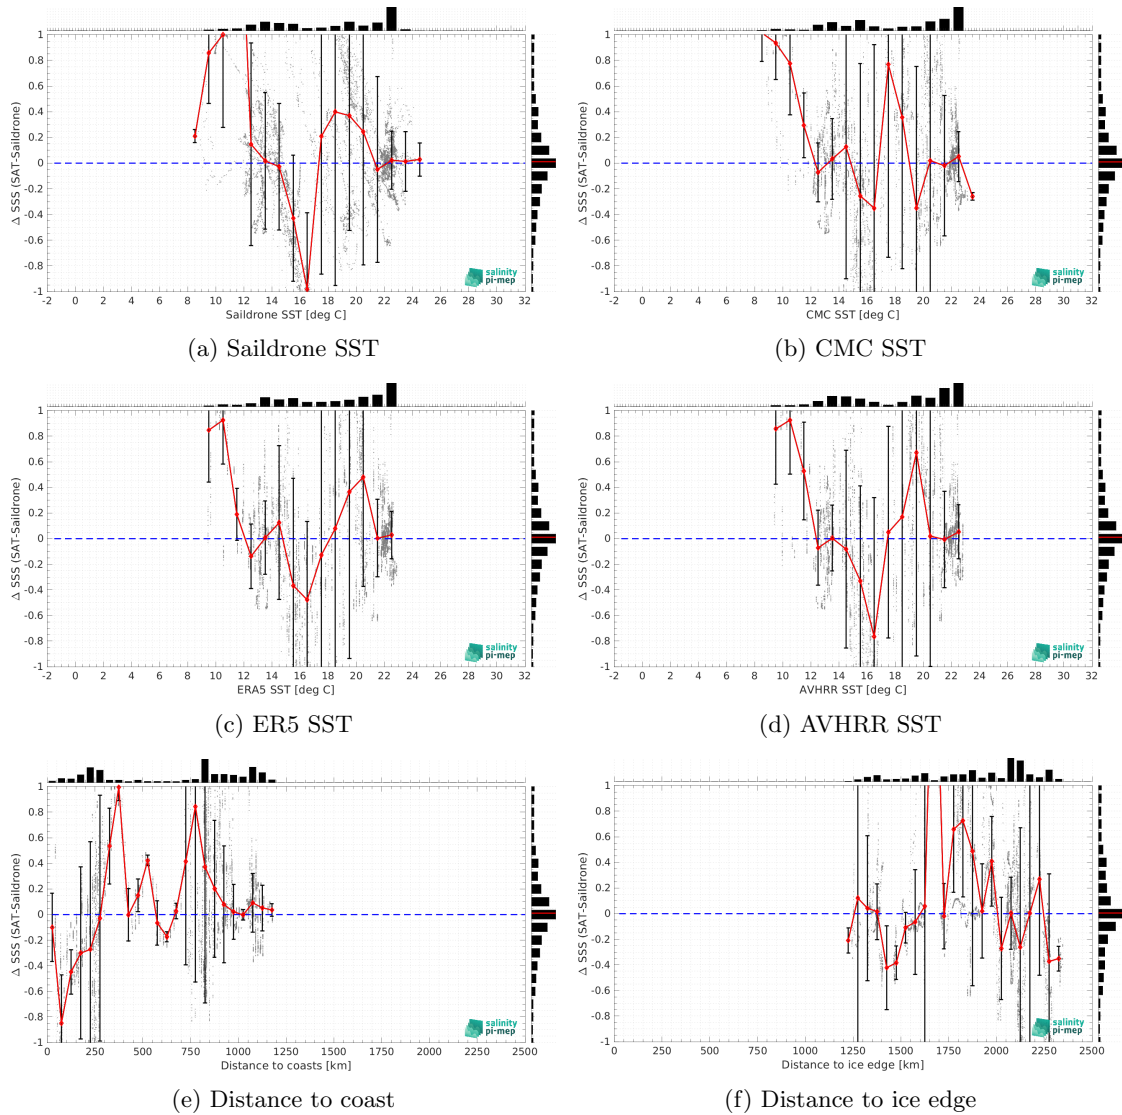 Δ SSS (SAT-Saildrone)
1
0.8
0.6
0.4
0.2
0
-0.2
-0.4
-0.6
-0.8
-1
salinity
pi-mep
-2 0 2 4 6 8 10 12 14 16 18 20 22 24 26 28 30 32
Saildrone SST [deg C]
(a) Saildrone SST
Δ SSS (SAT-Saildrone)
1
0.8
0.6
0.4
0.2
0
-0.2
-0.4
-0.6
-0.8
-1
salinity
pi-mep
-2 0 2 4 6 8 10 12 14 16 18 20 22 24 26 28 30 32
CMC SST [deg C]
(b) CMC SST
Δ SSS (SAT-Saildrone)
1
0.8
0.6
0.4
0.2
0
-0.2
-0.4
-0.6
-0.8
-1
salinity
pi-mep
-2 0 2 4 6 8 10 12 14 16 18 20 22 24 26 28 30 32
ERA5 SST [deg C]
(c) ER5 SST
Δ SSS (SAT-Saildrone)
1
0.8
0.6
0.4
0.2
0
-0.2
-0.4
-0.6
-0.8
-1
salinity
pi-mep
-2 0 2 4 6 8 10 12 14 16 18 20 22 24 26 28 30 32
AVHRR SST [deg C]
(d) AVHRR SST
Δ SSS (SAT-Saildrone)
1
0.8
0.6
0.4
0.2
0
-0.2
-0.4
-0.6
-0.8
-1
salinity
pi-mep
0 250 500 750 1000 1250 1500 1750 2000 2250 2500
Distance to coasts [km]
(e) Distance to coast
Δ SSS (SAT-Saildrone)
1
0.8
0.6
0.4
0.2
0
-0.2
-0.4
-0.6
-0.8
-1
salinity
pi-mep
0 250 500 750 1000 1250 1500 1750 2000 2250 2500
Distance to ice edge [km]
(f) Distance to ice edge